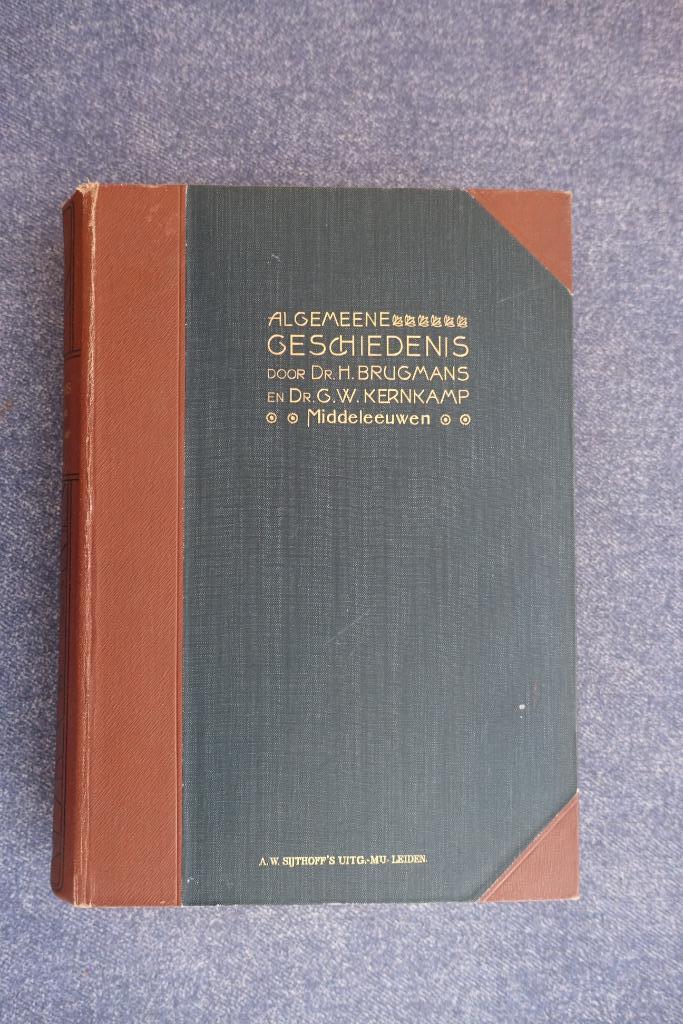 ALGEMEENE
GESCHIEDENIS
DOOR DR. H. BRUGMANS
EN DR. G. W. KERNKAMP
Middeleeuwen
A. W. SIJTHOFF'S UITG.-MIJ. LEIDEN.